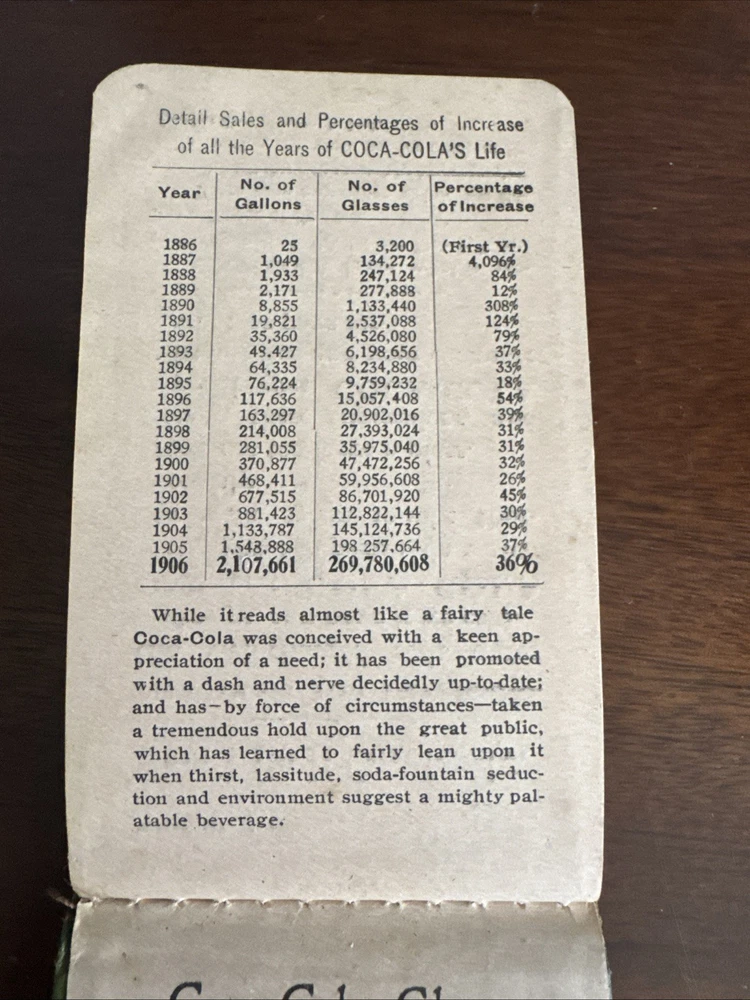 Detail Sales and Percentages of Increase
of all the Years of COCA-COLA'S Life
Year No. of Gallons No. of Glasses Percentage of Increase
1886 25 3,200 (First Yr.)
1887 1,049 134,272 4,096%
1888 1,933 247,124 84%
1889 2,171 277,888 12%
1890 8,855 1,133,440 308%
1891 19,821 2,537,088 124%
1892 35,360 4,526,080 79%
1893 48.427 6,198,656 37%
1894 64,335 8,234,880 33%
1895 76,224 9,759,232 18%
1896 117,636 15,057,408 54%
1897 163,297 20,902,016 39%
1898 214,008 27,393,024 31%
1899 281,055 35,975,040 31%
1900 370,877 47,472,256 32%
1901 468,411 59,956,608 26%
1902 677,515 86,701,920 45%
1903 881,423 112,822,144 30%
1904 1,133,787 145,124,736 29%
1905 1,548,888 198 257,664 37%
1906 2,107,661 269,780,608 36%
While it reads almost like a fairy tale
Coca-Cola was conceived with a keen ap-
preciation of a need; it has been promoted
with a dash and nerve decidedly up-to-date;
and has—by force of circumstances—taken
a tremendous hold upon the great public,
which has learned to fairly lean upon it
when thirst, lassitude, soda-fountain seduc-
tion and environment suggest a mighty pal-
atable beverage.